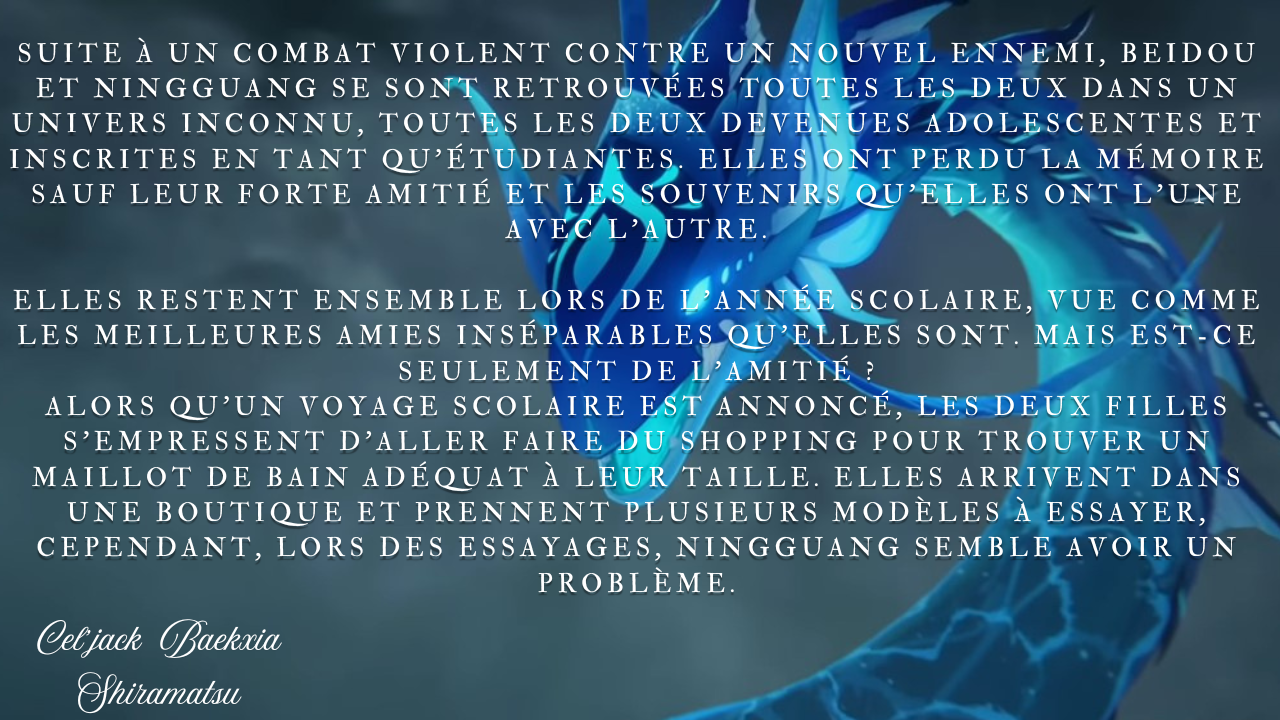 SUITE À UN COMBAT VIOLENT CONTRE UN NOUVEL ENNEMI, BEIDOU
ET NINGGUANG SE SONT RETROUVÉES TOUTES LES DEUX DANS UN
UNIVERS INCONNU, TOUTES LES DEUX DEVENUES ADOLESCENTES ET
INSCRITES EN TANT QU’ÉTUDIANTES. ELLES ONT PERDU LA MÉMOIRE
SAUF LEUR FORTE AMITIÉ ET LES SOUVENIRS QU’ELLES ONT L’UNE
AVEC L’AUTRE.
ELLES RESTENT ENSEMBLE LORS DE L’ANNÉE SCOLAIRE, VUE COMME
LES MEILLEURES AMIES INSÉPARABLES QU’ELLES SONT. MAIS EST-CE
SEULEMENT DE L’AMITIÉ ?
ALORS QU’UN VOYAGE SCOLAIRE EST ANNONCÉ, LES DEUX FILLES
S’EMPRESSENT D’ALLER FAIRE DU SHOPPING POUR TROUVER UN
MAILLOT DE BAIN ADÉQUAT À LEUR TAILLE. ELLES ARRIVENT DANS
UNE BOUTIQUE ET PRENNENT PLUSIEURS MODÈLES À ESSAYER,
CEPENDANT, LORS DES ESSAYAGES, NINGGUANG SEMBLE AVOIR UN
PROBLÈME.
Cel'jack Baekxia
Shiramatsu